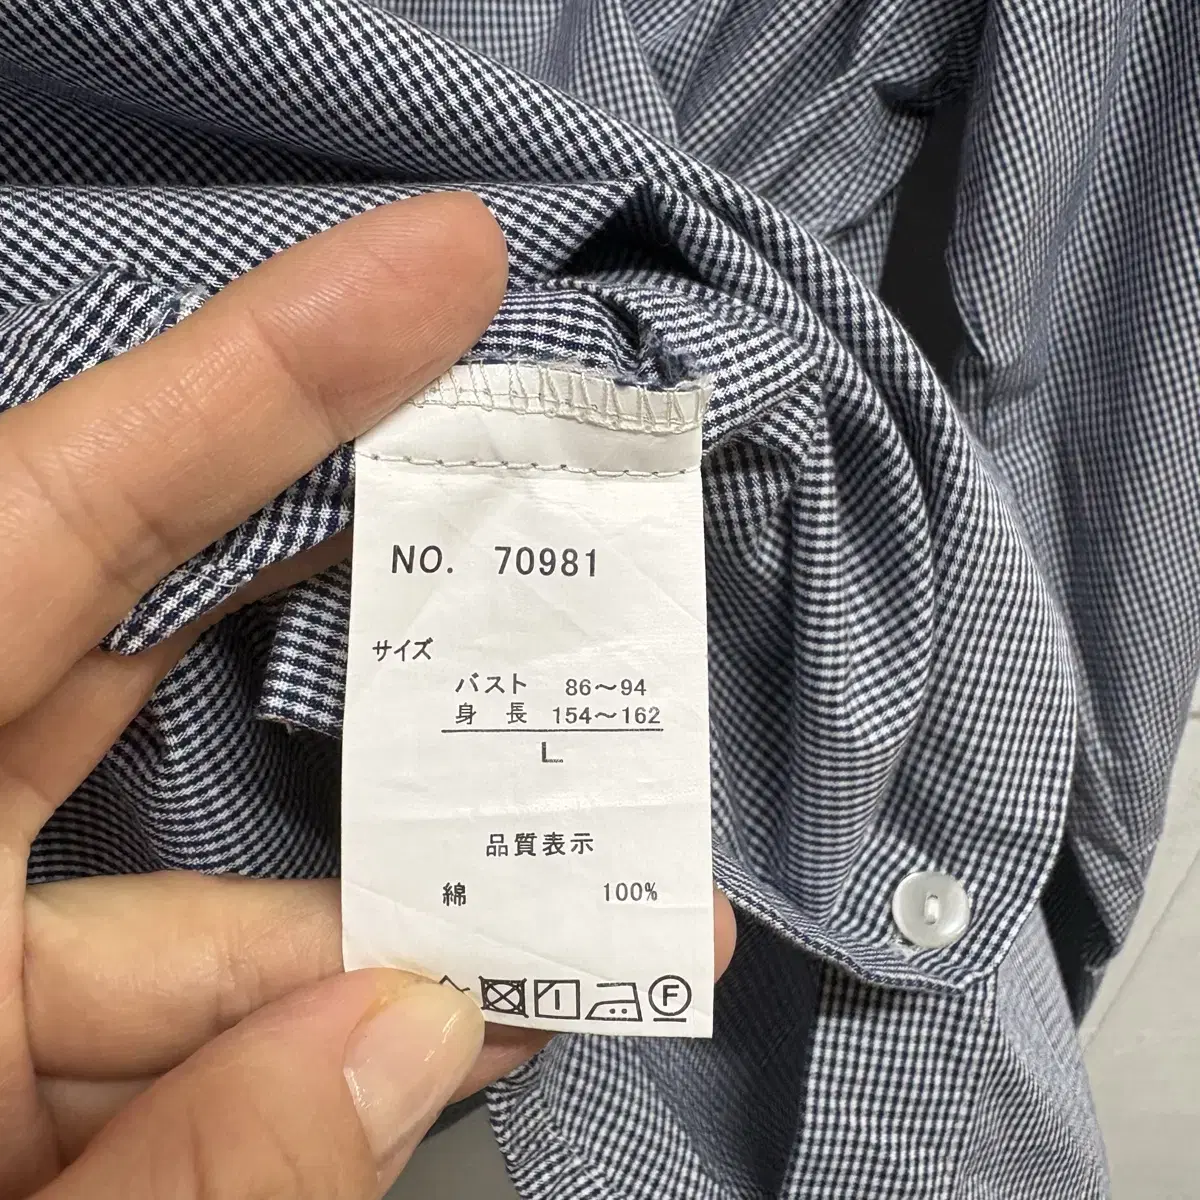 NO. 70981
サイズ
バスト 86～94
身 長 154～162
L
品質表示
綿 100%
F